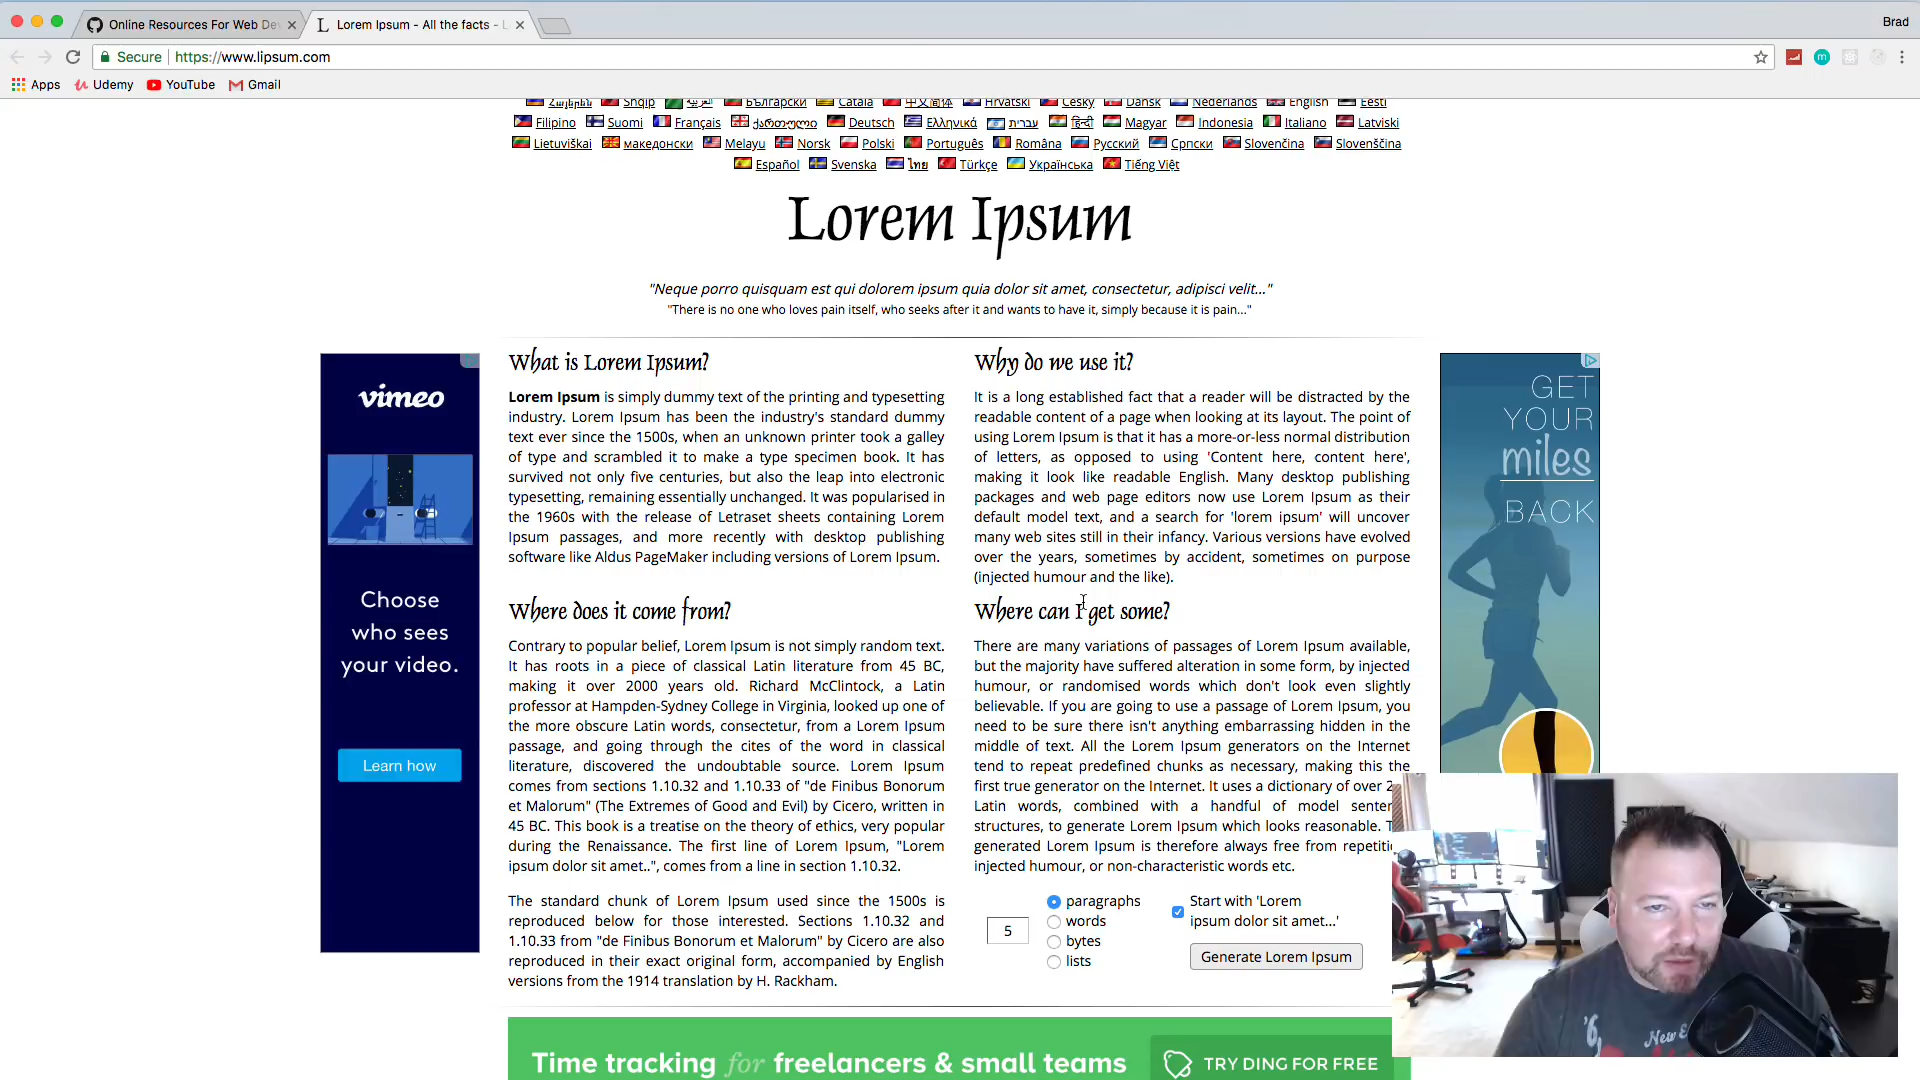 Online Resources For Web De
Lorem Ipsum - All the facts - L
Brad
Secure https://www.lipsum.com
Apps Udemy YouTube Gmail
Հայերեն Shqip العربية Български Català 中文简体 Hrvatski Česky Dansk Nederlands English Eesti
Filipino Suomi Français ქართული Deutsch Ελληνικά עברית हिन्दी Magyar Indonesia Italiano Latviski
Lietuviškai македонски Melayu Norsk Polski Português Româna Pyccкий Српски Slovenčina Slovenščina
Español Svenska ไทย Türkçe Українська Tiếng Việt
Lorem Ipsum
"Neque porro quisquam est qui dolorem ipsum quia dolor sit amet, consectetur, adipisci velit..."
"There is no one who loves pain itself, who seeks after it and wants to have it, simply because it is pain..."
What is Lorem Ipsum?
Lorem Ipsum is simply dummy text of the printing and typesetting
industry. Lorem Ipsum has been the industry's standard dummy
text ever since the 1500s, when an unknown printer took a galley
of type and scrambled it to make a type specimen book. It has
survived not only five centuries, but also the leap into electronic
typesetting, remaining essentially unchanged. It was popularised in
the 1960s with the release of Letraset sheets containing Lorem
Ipsum passages, and more recently with desktop publishing
software like Aldus PageMaker including versions of Lorem Ipsum.
Why do we use it?
It is a long established fact that a reader will be distracted by the
readable content of a page when looking at its layout. The point of
using Lorem Ipsum is that it has a more-or-less normal distribution
of letters, as opposed to using 'Content here, content here',
making it look like readable English. Many desktop publishing
packages and web page editors now use Lorem Ipsum as their
default model text, and a search for 'lorem ipsum' will uncover
many web sites still in their infancy. Various versions have evolved
over the years, sometimes by accident, sometimes on purpose
(injected humour and the like).
Where does it come from?
Contrary to popular belief, Lorem Ipsum is not simply random text.
It has roots in a piece of classical Latin literature from 45 BC,
making it over 2000 years old. Richard McClintock, a Latin
professor at Hampden-Sydney College in Virginia, looked up one of
the more obscure Latin words, consectetur, from a Lorem Ipsum
passage, and going through the cites of the word in classical
literature, discovered the undoubtable source. Lorem Ipsum
comes from sections 1.10.32 and 1.10.33 of "de Finibus Bonorum
et Malorum" (The Extremes of Good and Evil) by Cicero, written in
45 BC. This book is a treatise on the theory of ethics, very popular
during the Renaissance. The first line of Lorem Ipsum, "Lorem
ipsum dolor sit amet..", comes from a line in section 1.10.32.
The standard chunk of Lorem Ipsum used since the 1500s is
reproduced below for those interested. Sections 1.10.32 and
1.10.33 from "de Finibus Bonorum et Malorum" by Cicero are also
reproduced in their exact original form, accompanied by English
versions from the 1914 translation by H. Rackham.
Where can I get some?
There are many variations of passages of Lorem Ipsum available,
but the majority have suffered alteration in some form, by injected
humour, or randomised words which don't look even slightly
believable. If you are going to use a passage of Lorem Ipsum, you
need to be sure there isn't anything embarrassing hidden in the
middle of text. All the Lorem Ipsum generators on the Internet
tend to repeat predefined chunks as necessary, making this the
first true generator on the Internet. It uses a dictionary of over 2
Latin words, combined with a handful of model senten
structures, to generate Lorem Ipsum which looks reasonable. T
generated Lorem Ipsum is therefore always free from repetiti
injected humour, or non-characteristic words etc.
5
paragraphs
words
bytes
lists
Start with 'Lorem
ipsum dolor sit amet...'
Generate Lorem Ipsum
vimeo
Choose
who sees
your video.
Learn how
GET
YOUR
miles
BACK
Time tracking for freelancers & small teams
TRY DING FOR FREE
'6
New E